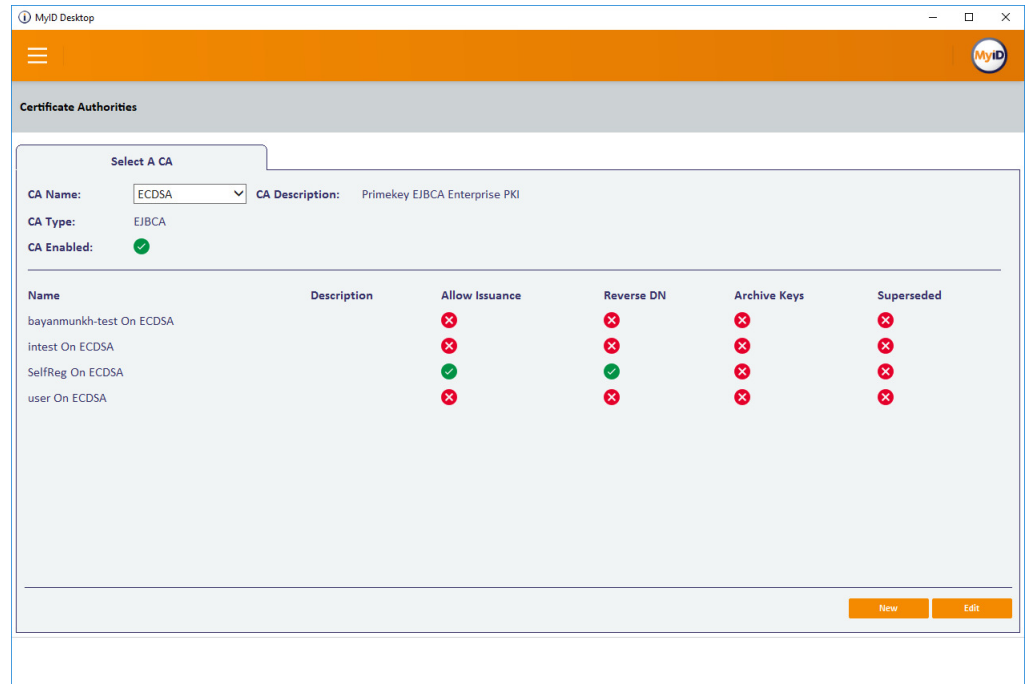 MyID Desktop
MyiD
Certificate Authorities
Select A CA
CA Name: ECDSA CA Description: Primekey EJBCA Enterprise PKI
CA Type: EJBCA
CA Enabled:
Name Description Allow Issuance Reverse DN Archive Keys Superseded
bayanmunkh-test On ECDSA
intest On ECDSA
SelfReg On ECDSA
user On ECDSA
New Edit